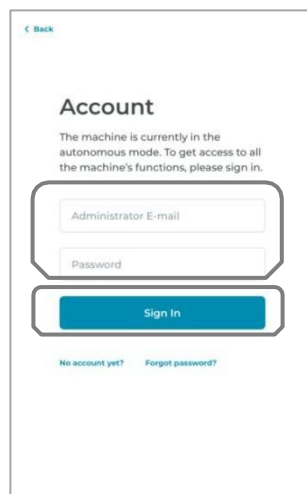 < Back
Account
The machine is currently in the
autonomous mode. To get access to all
the machine's functions, please sign in.
Administrator E-mail
Password
Sign In
No account yet? Forgot password?